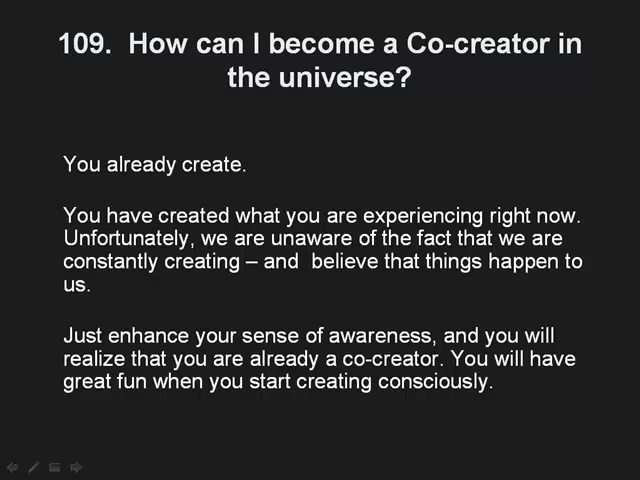 109.  How can I become a Co-creator in
the universe?
You already create.
You have created what you are experiencing right now.
Unfortunately, we are unaware of the fact that we are
constantly creating – and  believe that things happen to
us.
Just enhance your sense of awareness, and you will
realize that you are already a co-creator. You will have
great fun when you start creating consciously.